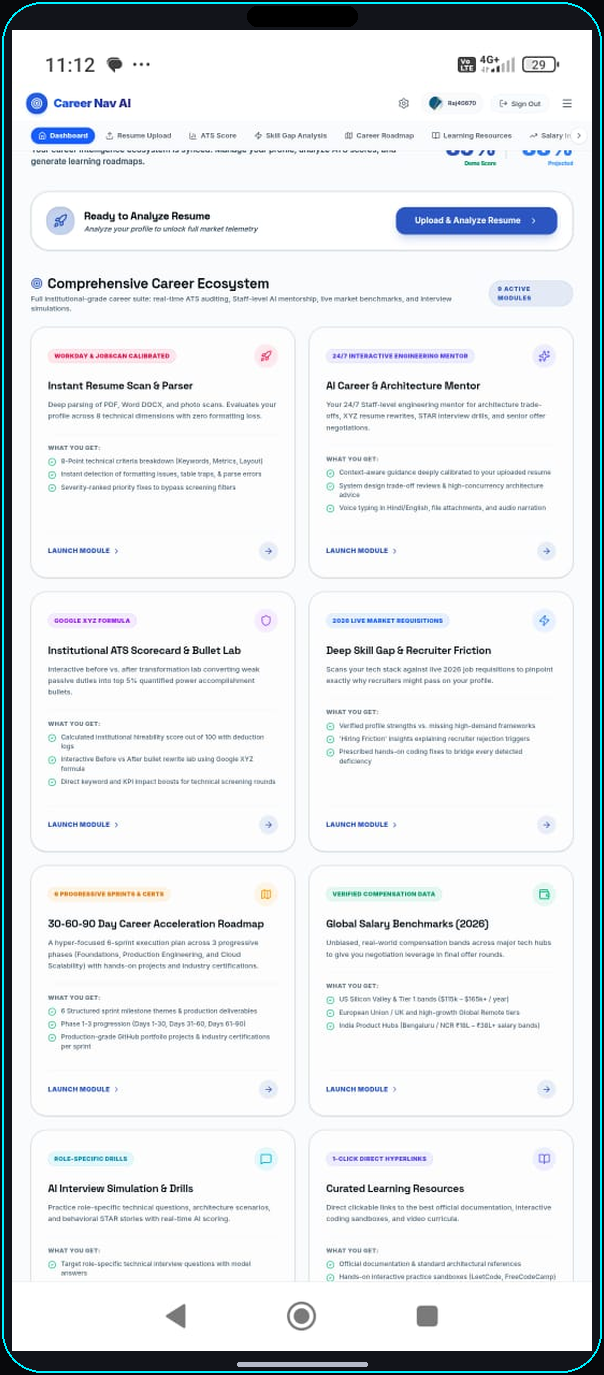 11:12 ••• Vo LTE 4G+ 29
Career Nav AI Raj45670 Sign Out
Dashboard Resume Upload ATS Score Skill Gap Analysis Career Roadmap Learning Resources Salary
Your career intelligence ecosystem is synced. Manage your profile, analyze ATS scores, and
generate learning roadmaps.
Demo Score Projected
Ready to Analyze Resume
Analyze your profile to unlock full market telemetry
Upload & Analyze Resume
Comprehensive Career Ecosystem
Full institutional-grade career suite: real-time ATS auditing, Staff-level AI mentorship, live market benchmarks, and interview
simulations.
9 ACTIVE
MODULES
WORKDAY & JOBSCAN CALIBRATED
Instant Resume Scan & Parser
Deep parsing of PDF, Word DOCX, and photo scans. Evaluates your
profile across 8 technical dimensions with zero formatting loss.
WHAT YOU GET:
8-Point technical criteria breakdown (Keywords, Metrics, Layout)
Instant detection of formatting issues, table traps, & parse errors
Severity-ranked priority fixes to bypass screening filters
LAUNCH MODULE
24/7 INTERACTIVE ENGINEERING MENTOR
AI Career & Architecture Mentor
Your 24/7 Staff-level engineering mentor for architecture trade-
offs, XYZ resume rewrites, STAR interview drills, and senior offer
negotiations.
WHAT YOU GET:
Context-aware guidance deeply calibrated to your uploaded resume
System design trade-off reviews & high-concurrency architecture
advice
Voice typing in Hindi/English, file attachments, and audio narration
LAUNCH MODULE
GOOGLE XYZ FORMULA
Institutional ATS Scorecard & Bullet Lab
Interactive before vs. after transformation lab converting weak
passive duties into top 5% quantified power accomplishment
bullets.
WHAT YOU GET:
Calculated institutional hireability score out of 100 with deduction
logs
Interactive Before vs After bullet rewrite lab using Google XYZ
formula
Direct keyword and KPI impact boosts for technical screening rounds
LAUNCH MODULE
2026 LIVE MARKET REQUISITIONS
Deep Skill Gap & Recruiter Friction
Scans your tech stack against live 2026 job requisitions to pinpoint
exactly why recruiters might pass on your profile.
WHAT YOU GET:
Verified profile strengths vs. missing high-demand frameworks
'Hiring Friction' insights explaining recruiter rejection triggers
Prescribed hands-on coding fixes to bridge every detected
deficiency
LAUNCH MODULE
6 PROGRESSIVE SPRINTS & CERTS
30-60-90 Day Career Acceleration Roadmap
A hyper-focused 6-sprint execution plan across 3 progressive
phases (Foundations, Production Engineering, and Cloud
Scalability) with hands-on projects and industry certifications.
WHAT YOU GET:
6 Structured sprint milestone themes & production deliverables
Phase 1-3 progression (Days 1-30, Days 31-60, Days 61-90)
Production-grade GitHub portfolio projects & industry certifications
per sprint
LAUNCH MODULE
VERIFIED COMPENSATION DATA
Global Salary Benchmarks (2026)
Unbiased, real-world compensation bands across major tech hubs
to give you negotiation leverage in final offer rounds.
WHAT YOU GET:
US Silicon Valley & Tier 1 bands ($115k – $165k+ / year)
European Union / UK and high-growth Global Remote tiers
India Product Hubs (Bengaluru / NCR ₹18L – ₹38L+ salary bands)
LAUNCH MODULE
ROLE-SPECIFIC DRILLS
AI Interview Simulation & Drills
Practice role-specific technical questions, architecture scenarios,
and behavioral STAR stories with real-time AI scoring.
WHAT YOU GET:
Target role-specific technical interview questions with model
answers
1-CLICK DIRECT HYPERLINKS
Curated Learning Resources
Direct clickable links to the best official documentation, interactive
coding sandboxes, and video curricula.
WHAT YOU GET:
Official documentation & standard architectural references
Hands-on interactive practice sandboxes (LeetCode, FreeCodeCamp)